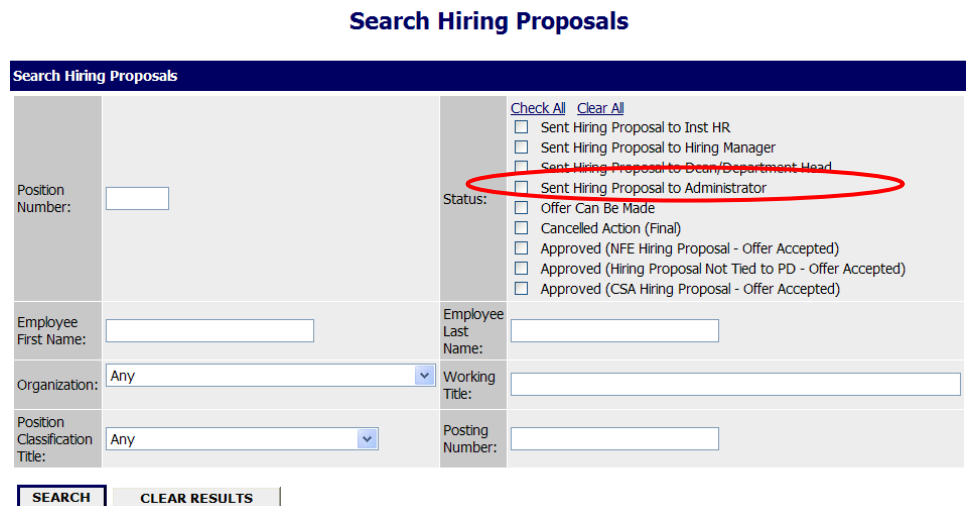 Search Hiring Proposals
Search Hiring Proposals
Position
Number:
Status:
Check All Clear All
Sent Hiring Proposal to Inst HR
Sent Hiring Proposal to Hiring Manager
Sent Hiring Proposal to Dean/Department Head
Sent Hiring Proposal to Administrator
Offer Can Be Made
Cancelled Action (Final)
Approved (NFE Hiring Proposal - Offer Accepted)
Approved (Hiring Proposal Not Tied to PD - Offer Accepted)
Approved (CSA Hiring Proposal - Offer Accepted)
Employee
First Name:
Employee
Last
Name:
Organization:
Any
Working
Title:
Position
Classification
Title:
Any
Posting
Number:
SEARCH CLEAR RESULTS